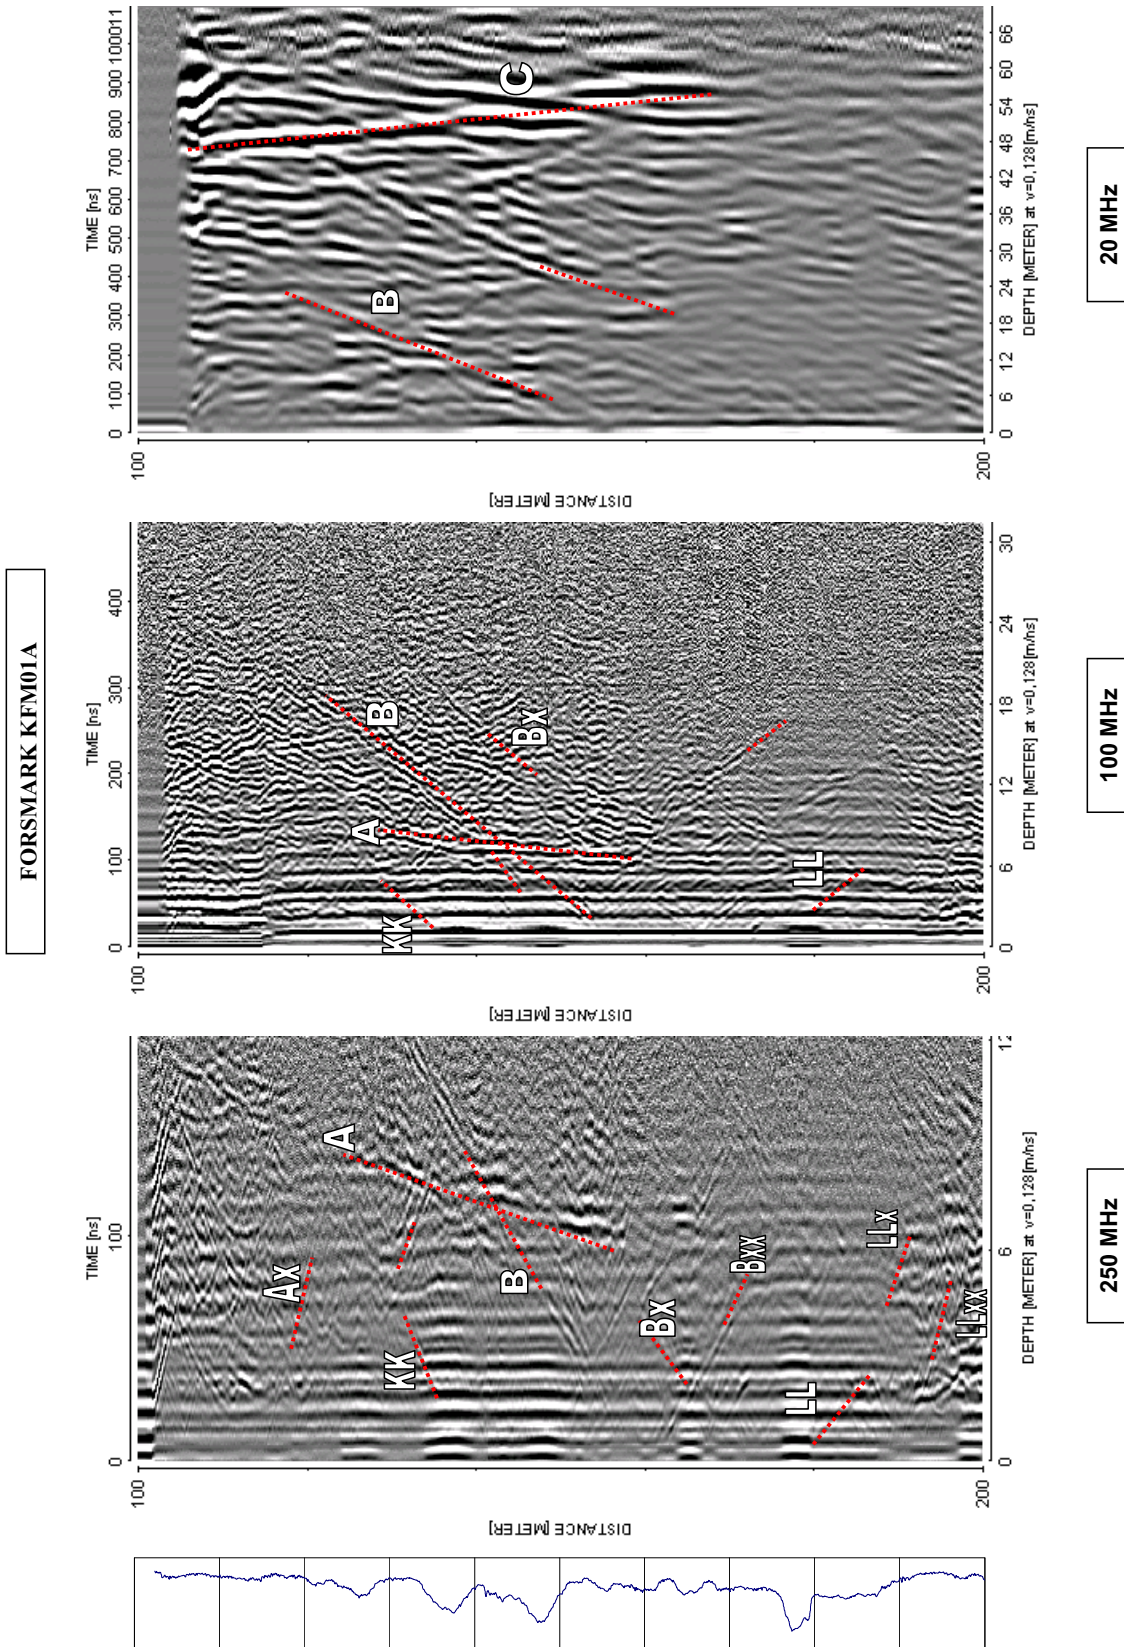 FORSMARK KFM01A
250 MHz
TIME [ns]
0
100
DISTANCE [METER]
100
200
DEPTH [METER] at v=0,128[m/ns]
0
6
12
A
AX
KK
B
BX
BXX
LL
LLX
LLXX
100 MHz
TIME [ns]
0
100
200
300
400
DISTANCE [METER]
100
200
DEPTH [METER] at v=0,128[m/ns]
0
6
12
18
24
30
A
B
BX
KK
LL
20 MHz
TIME [ns]
0
100
200
300
400
500
600
700
800
900
100011
DISTANCE [METER]
100
200
DEPTH [METER] at v=0,128[m/ns]
0
6
12
18
24
30
36
42
48
54
60
66
B
C